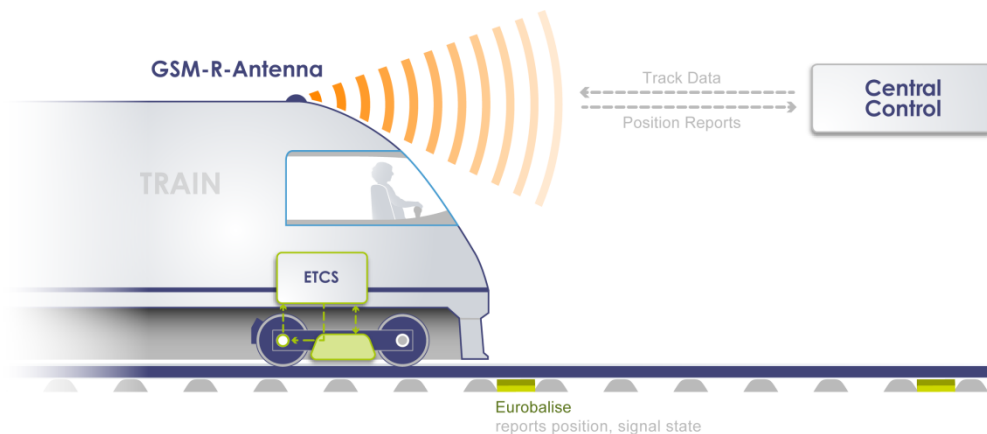 GSM-R-Antenna
Track Data
Central
Control
Position Reports
TRAIN
ETCS
Eurobalise
reports position, signal state